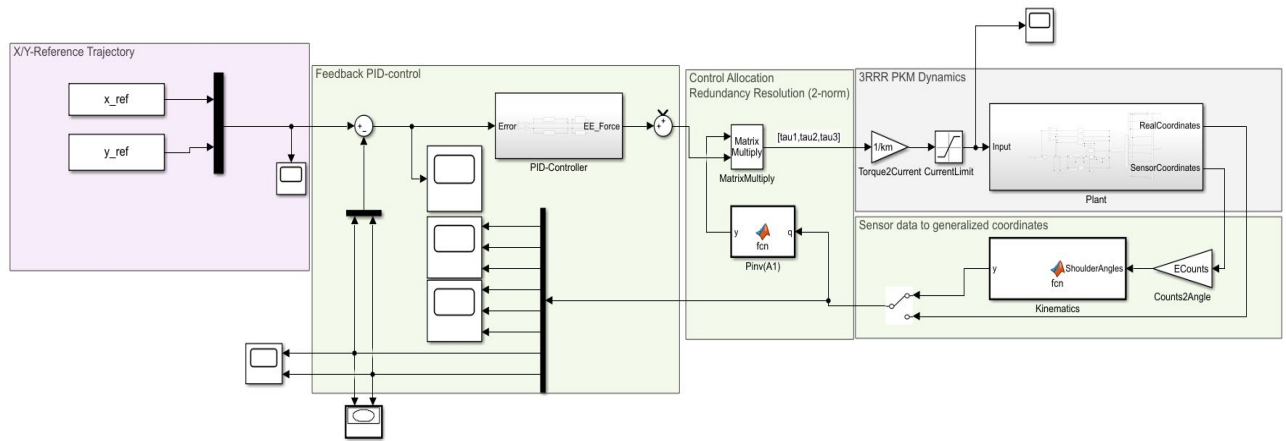 X/Y-Reference Trajectory
x_ref
y_ref
Feedback PID-control
+
-
Error
EE_Force
PID-Controller
+
+
Control Allocation
Redundancy Resolution (2-norm)
Matrix
Multiply
MatrixMultiply
[tau1,tau2,tau3]
y
fcn
q
Pinv(A1)
3RRR PKM Dynamics
1/km
Torque2Current
CurrentLimit
Input
RealCoordinates
SensorCoordinates
Plant
Sensor data to generalized coordinates
y
ShoulderAngles
fcn
Kinematics
ECounts
Counts2Angle